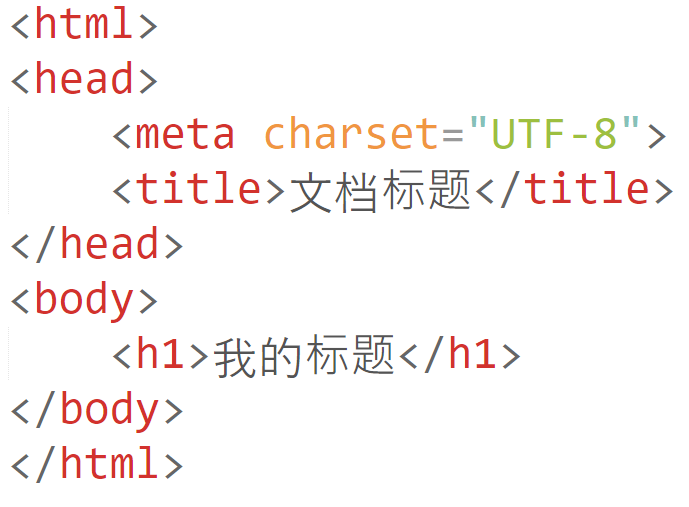 <html>
<head>
    <meta charset="UTF-8">
    <title>文档标题</title>
</head>
<body>
    <h1>我的标题</h1>
</body>
</html>